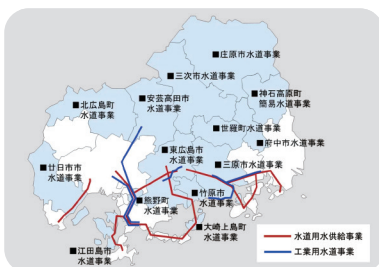 ■庄原市水道事業
■三次市水道事業
■北広島町
水道事業
■安芸高田市
水道事業
■神石高原町
簡易水道事業
■世羅町水道事業
■府中市水道事業
■東広島市
水道事業
■三原市水道事業
■廿日市市
水道事業
■熊野町
水道事業
■竹原市
水道事業
■大崎上島町
水道事業
■江田島市
水道事業
水道用水供給事業
工業用水道事業